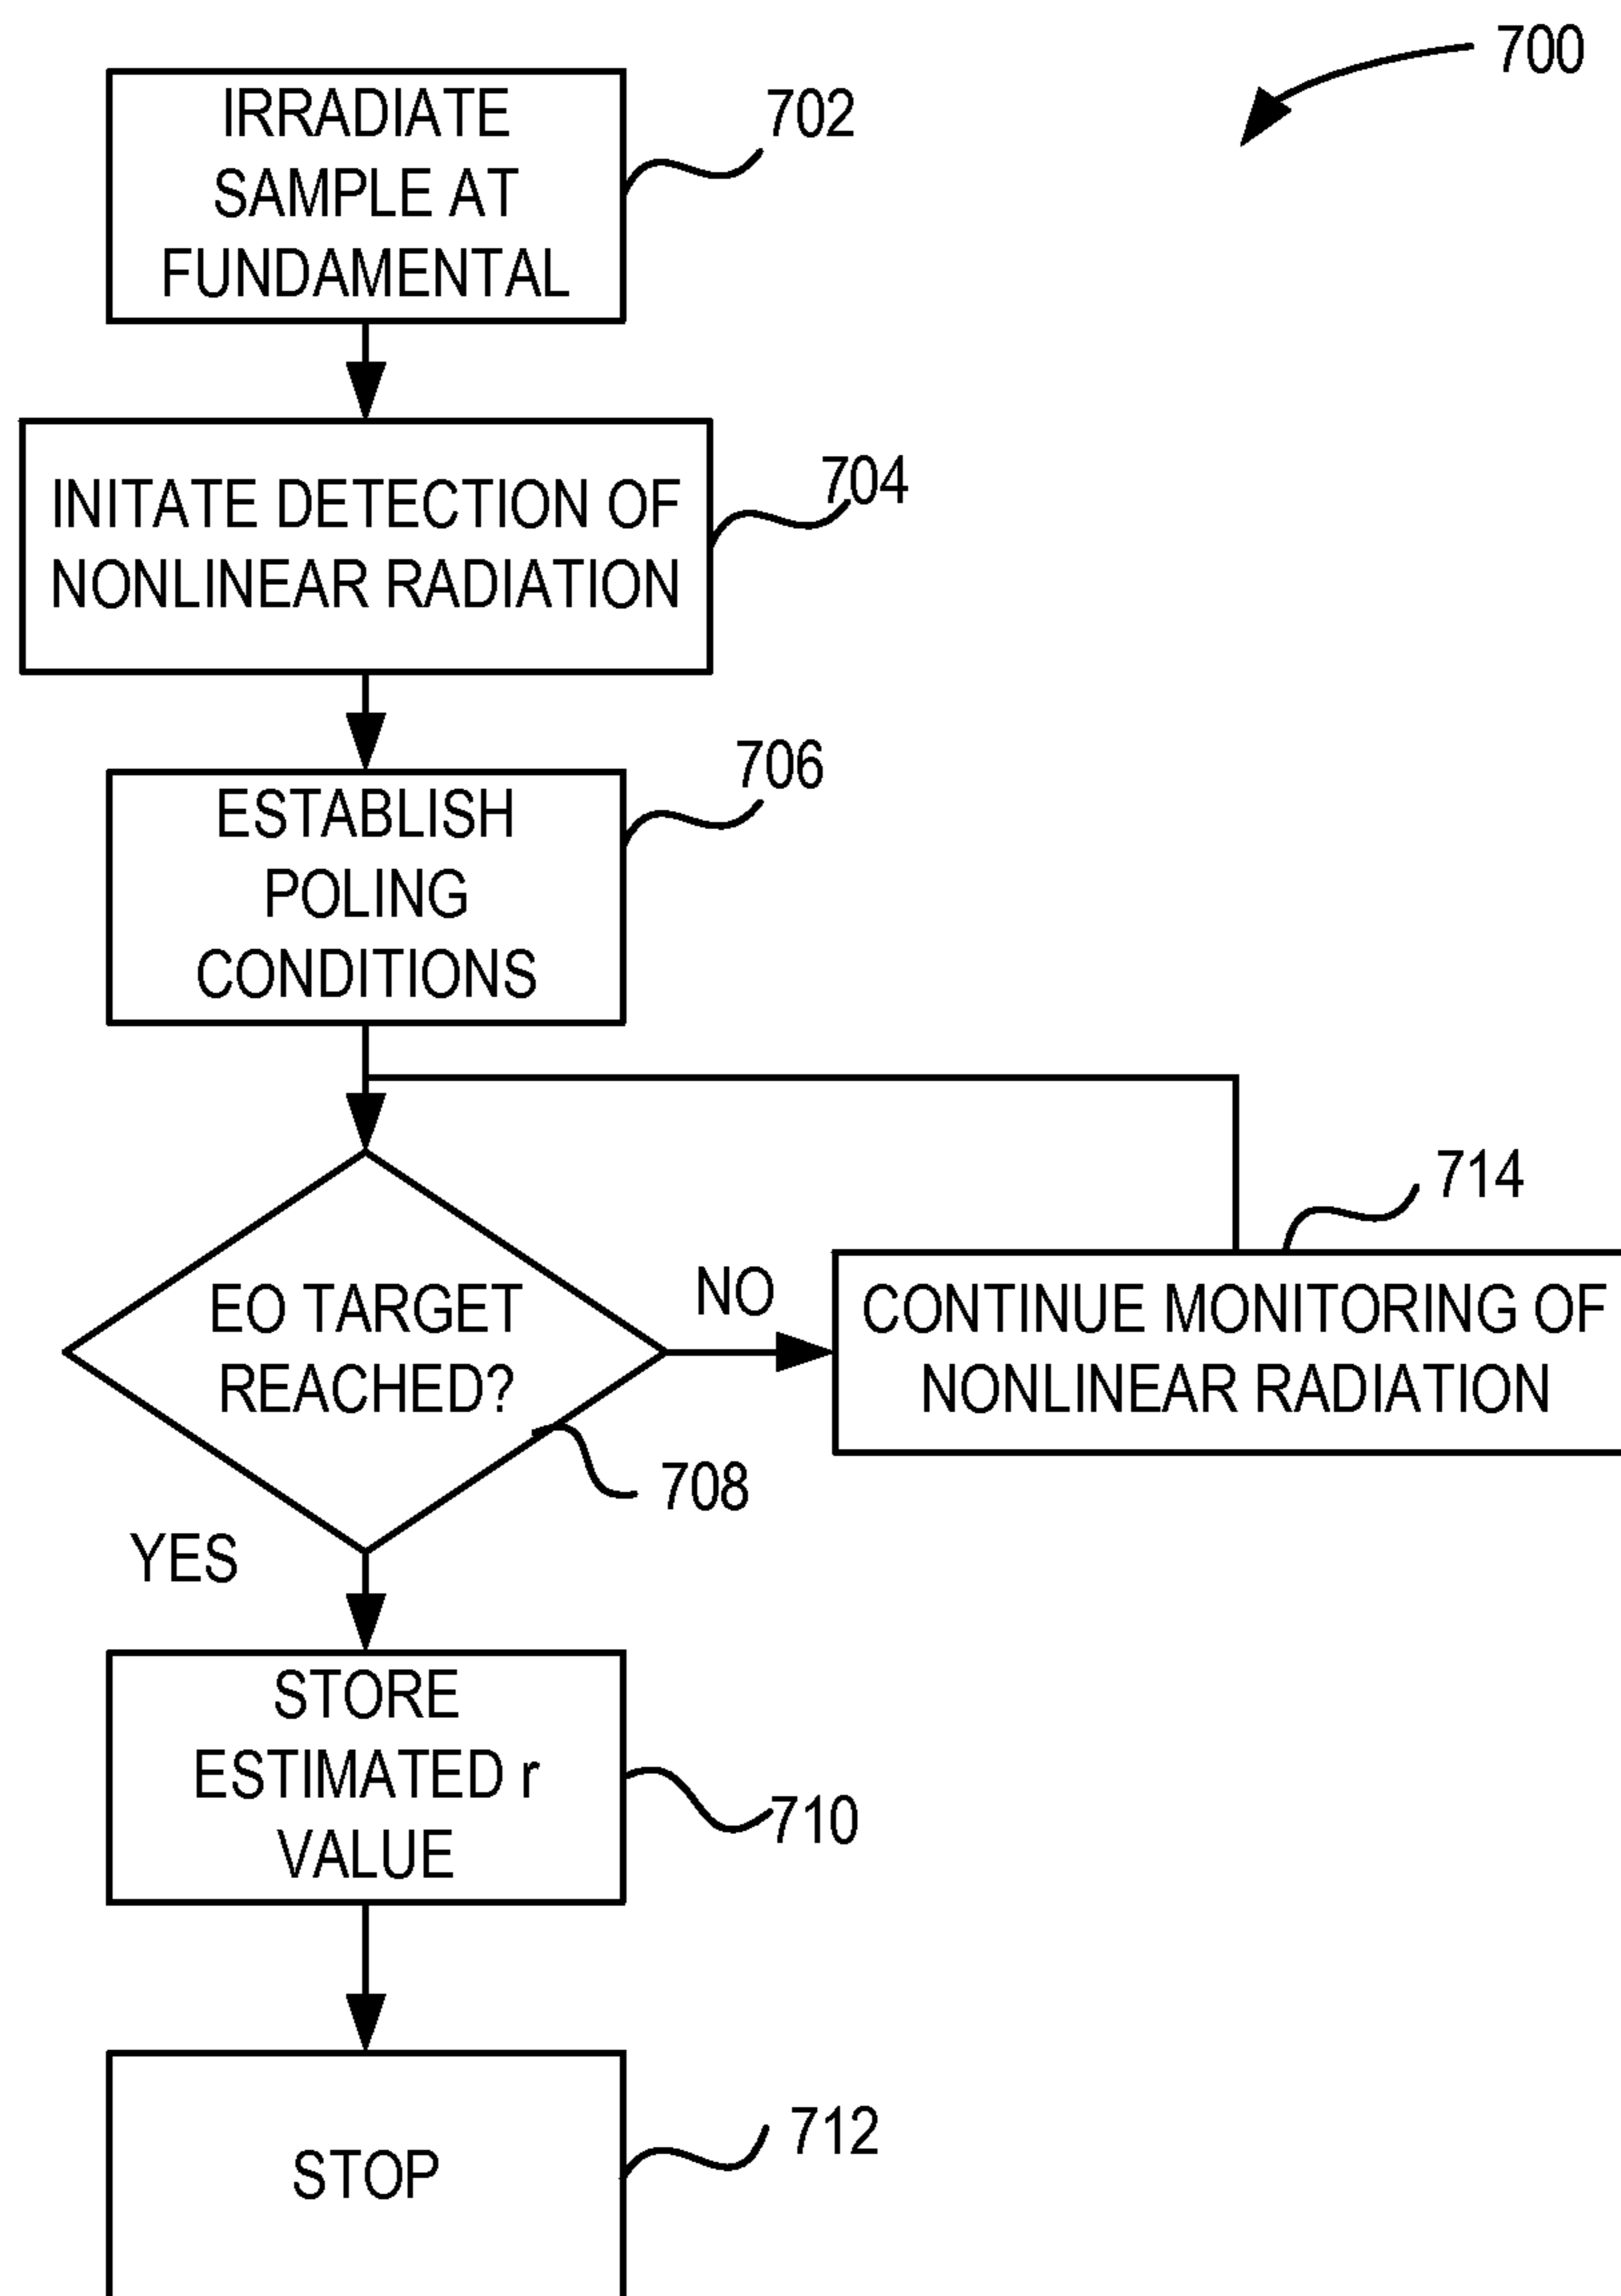 700
IRRADIATE
SAMPLE AT
FUNDAMENTAL
702
INITATE DETECTION OF
NONLINEAR RADIATION
704
ESTABLISH
POLING
CONDITIONS
706
EO TARGET
REACHED?
708
NO
CONTINUE MONITORING OF
NONLINEAR RADIATION
714
YES
STORE
ESTIMATED r
VALUE
710
STOP
712